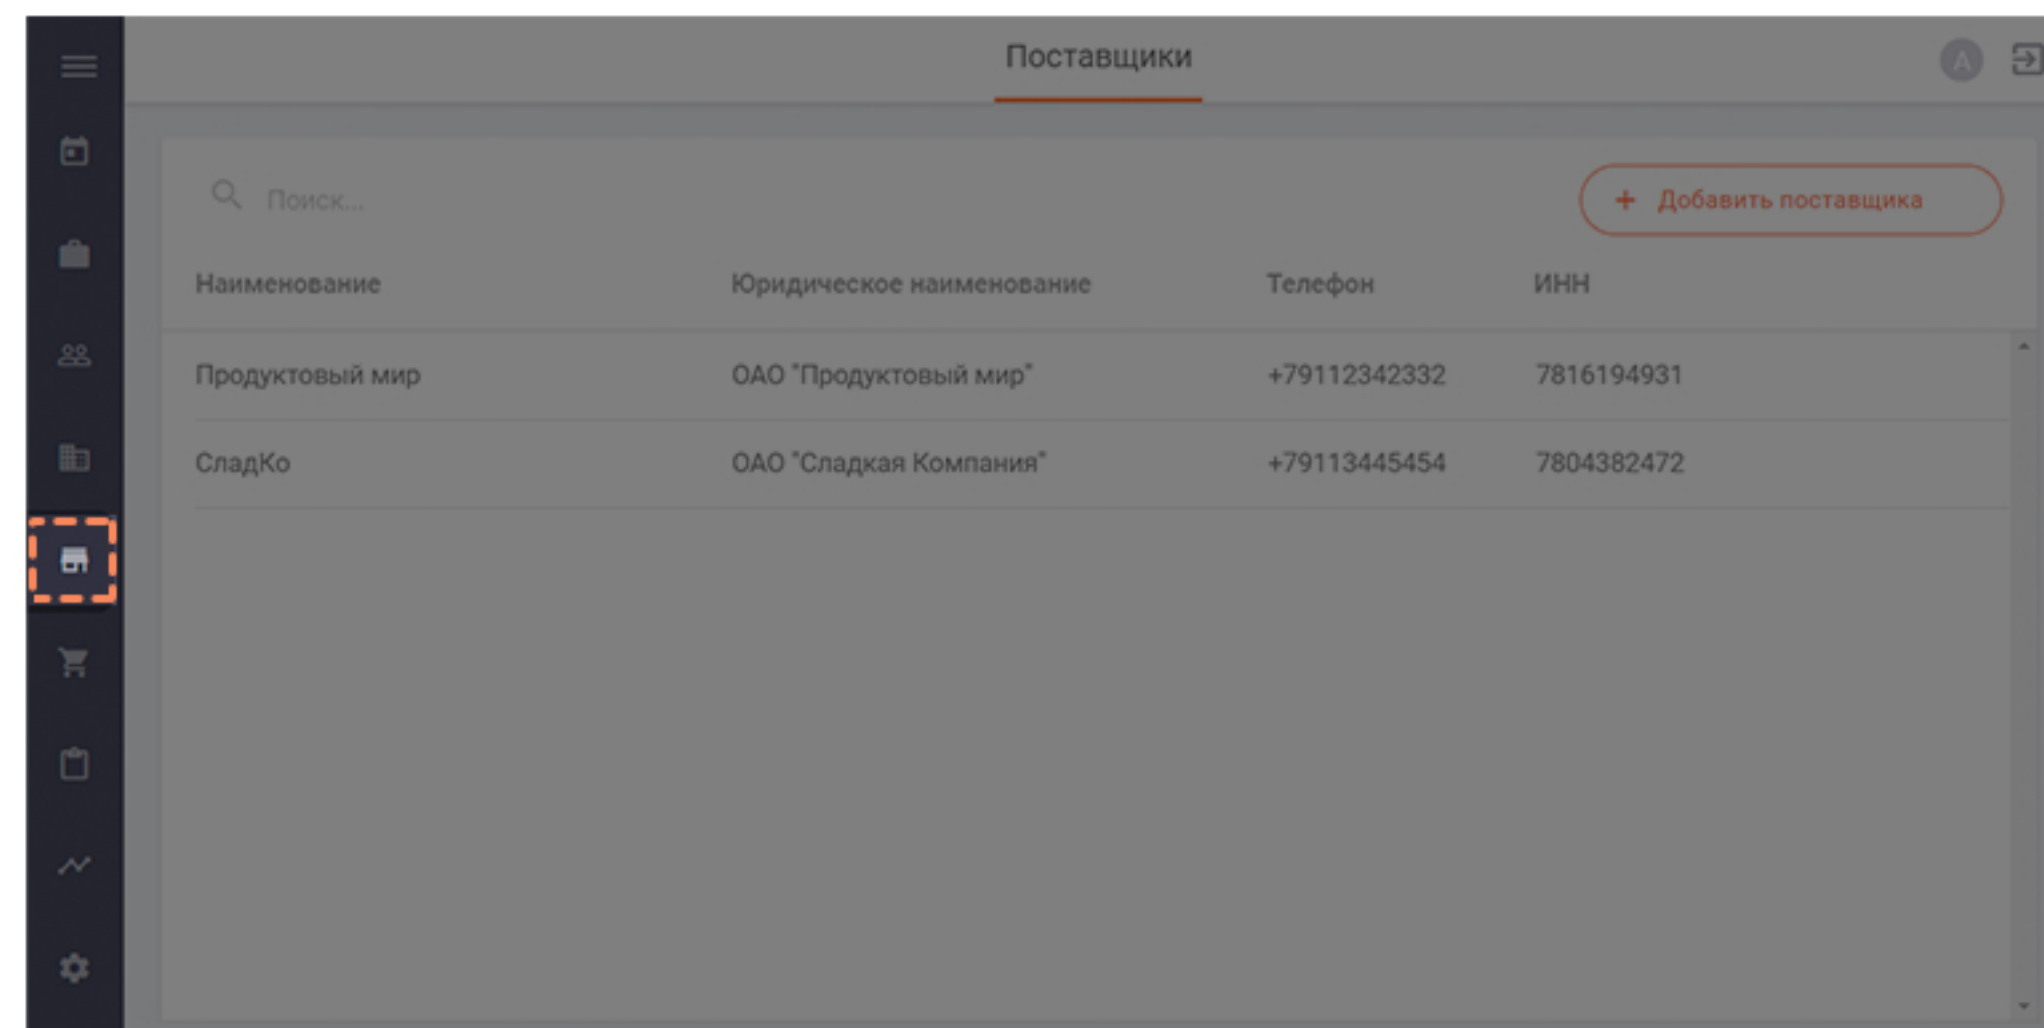 Поставщики
A
Поиск...
+ Добавить поставщика
Наименование Юридическое наименование Телефон ИНН
Продуктовый мир ОАО "Продуктовый мир" +79112342332 7816194931
СладКо ОАО "Сладкая Компания" +79113445454 7804382472